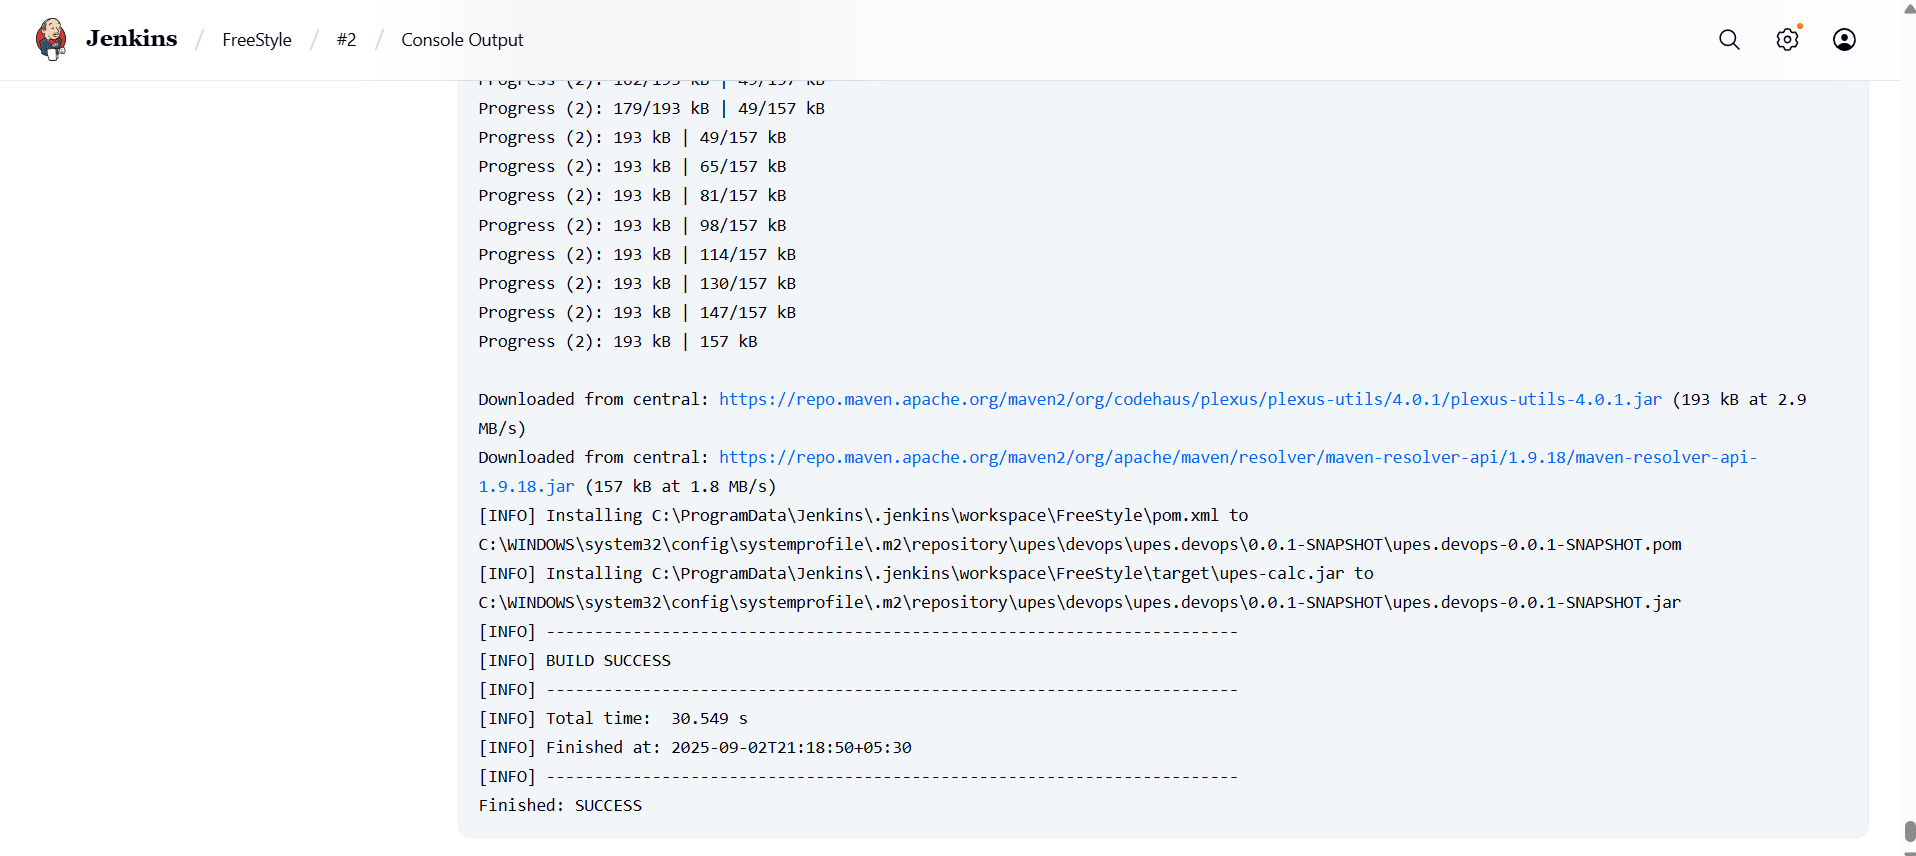 Jenkins / FreeStyle / #2 / Console Output
Progress (2): 162/193 kB | 49/157 kB
Progress (2): 179/193 kB | 49/157 kB
Progress (2): 193 kB | 49/157 kB
Progress (2): 193 kB | 65/157 kB
Progress (2): 193 kB | 81/157 kB
Progress (2): 193 kB | 98/157 kB
Progress (2): 193 kB | 114/157 kB
Progress (2): 193 kB | 130/157 kB
Progress (2): 193 kB | 147/157 kB
Progress (2): 193 kB | 157 kB
Downloaded from central: https://repo.maven.apache.org/maven2/org/codehaus/plexus/plexus-utils/4.0.1/plexus-utils-4.0.1.jar (193 kB at 2.9
MB/s)
Downloaded from central: https://repo.maven.apache.org/maven2/org/apache/maven/resolver/maven-resolver-api/1.9.18/maven-resolver-api-
1.9.18.jar (157 kB at 1.8 MB/s)
[INFO] Installing C:\ProgramData\Jenkins\.jenkins\workspace\FreeStyle\pom.xml to
C:\WINDOWS\system32\config\systemprofile\.m2\repository\upes\devops\upes.devops\0.0.1-SNAPSHOT\upes.devops-0.0.1-SNAPSHOT.pom
[INFO] Installing C:\ProgramData\Jenkins\.jenkins\workspace\FreeStyle\target\upes-calc.jar to
C:\WINDOWS\system32\config\systemprofile\.m2\repository\upes\devops\upes.devops\0.0.1-SNAPSHOT\upes.devops-0.0.1-SNAPSHOT.jar
[INFO] ------------------------------------------------------------------------
[INFO] BUILD SUCCESS
[INFO] ------------------------------------------------------------------------
[INFO] Total time:  30.549 s
[INFO] Finished at: 2025-09-02T21:18:50+05:30
[INFO] ------------------------------------------------------------------------
Finished: SUCCESS